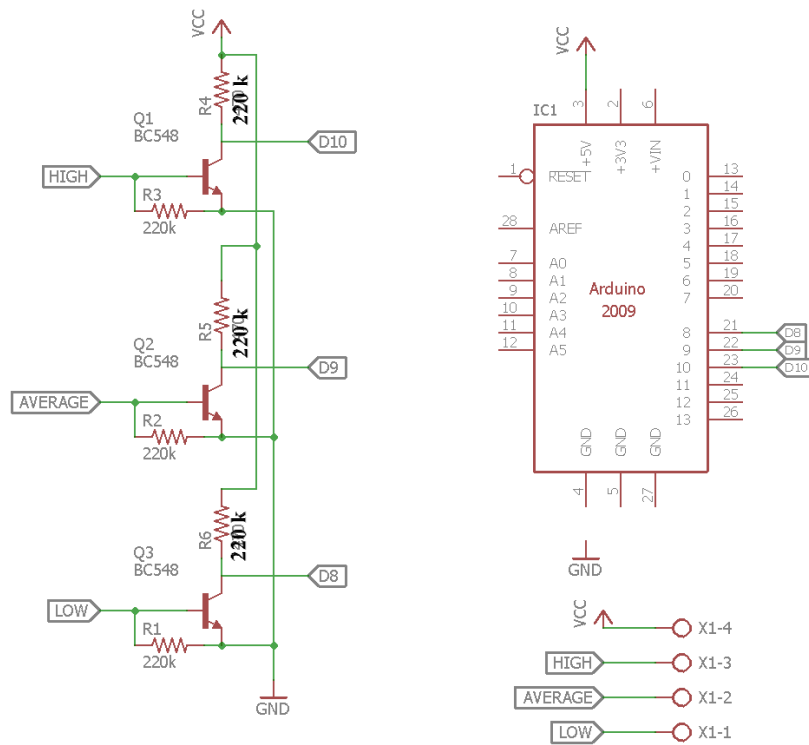 VCC
R4
220 k
Q1
BC548
D10
HIGH
R3
220k
R5
220 k
Q2
BC548
D9
AVERAGE
R2
220k
R6
220 k
Q3
BC548
D8
LOW
R1
220k
GND
VCC
IC1
3
2
6
+5V
+3V3
+VIN
1
RESET
28
AREF
7
A0
8
A1
9
A2
10
A3
11
A4
12
A5
Arduino
2009
0
13
1
14
2
15
3
16
4
17
5
18
6
19
7
20
8
21
D8
9
22
D9
10
23
D10
11
24
12
25
13
26
GND
GND
GND
4
5
27
GND
VCC
X1-4
HIGH
X1-3
AVERAGE
X1-2
LOW
X1-1